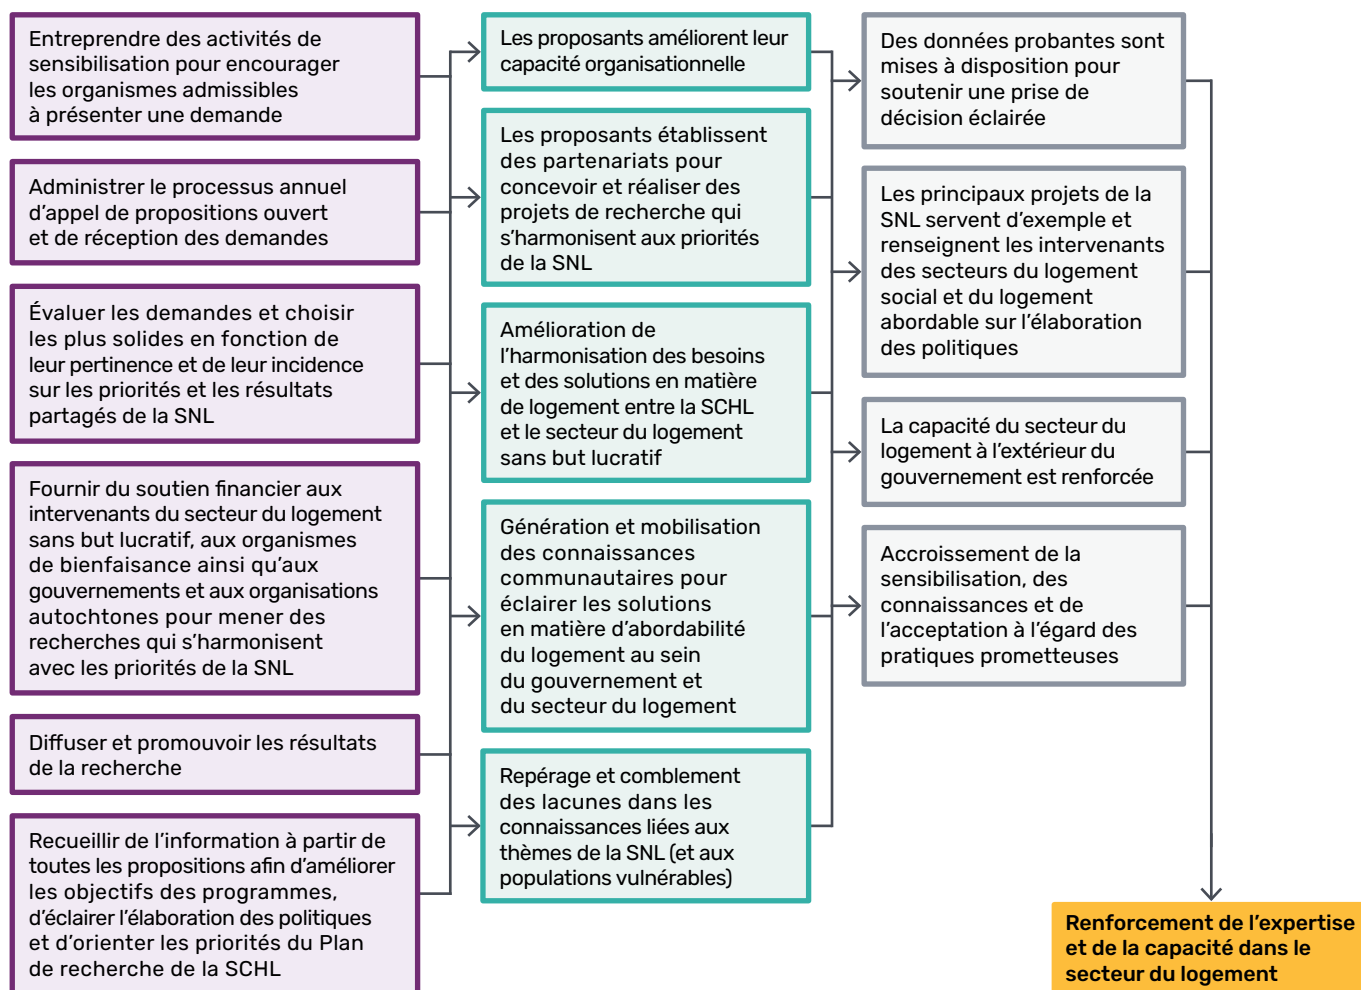 Entreprendre des activités de
sensibilisation pour encourager
les organismes admissibles
à présenter une demande
Administrer le processus annuel
d’appel de propositions ouvert
et de réception des demandes
Évaluer les demandes et choisir
les plus solides en fonction de
leur pertinence et de leur incidence
sur les priorités et les résultats
partagés de la SNL
Fournir du soutien financier aux
intervenants du secteur du logement
sans but lucratif, aux organismes
de bienfaisance ainsi qu’aux
gouvernements et aux organisations
autochtones pour mener des
recherches qui s’harmonisent
avec les priorités de la SNL
Diffuser et promouvoir les résultats
de la recherche
Recueillir de l’information à partir de
toutes les propositions afin d’améliorer
les objectifs des programmes,
d’éclairer l’élaboration des politiques
et d’orienter les priorités du Plan
de recherche de la SCHL
Les proposants améliorent leur
capacité organisationnelle
Les proposants établissent
des partenariats pour
concevoir et réaliser des
projets de recherche qui
s’harmonisent aux priorités
de la SNL
Amélioration de
l’harmonisation des besoins
et des solutions en matière
de logement entre la SCHL
et le secteur du logement
sans but lucratif
Génération et mobilisation
des connaissances
communautaires pour
éclairer les solutions
en matière d’abordabilité
du logement au sein
du gouvernement et
du secteur du logement
Repérage et comblement
des lacunes dans les
connaissances liées aux
thèmes de la SNL (et aux
populations vulnérables)
Des données probantes sont
mises à disposition pour
soutenir une prise de
décision éclairée
Les principaux projets de la
SNL servent d’exemple et
renseignent les intervenants
des secteurs du logement
social et du logement
abordable sur l’élaboration
des politiques
La capacité du secteur du
logement à l’extérieur du
gouvernement est renforcée
Accroissement de la
sensibilisation, des
connaissances et de
l’acceptation à l’égard des
pratiques prometteuses
Renforcement de l’expertise
et de la capacité dans le
secteur du logement